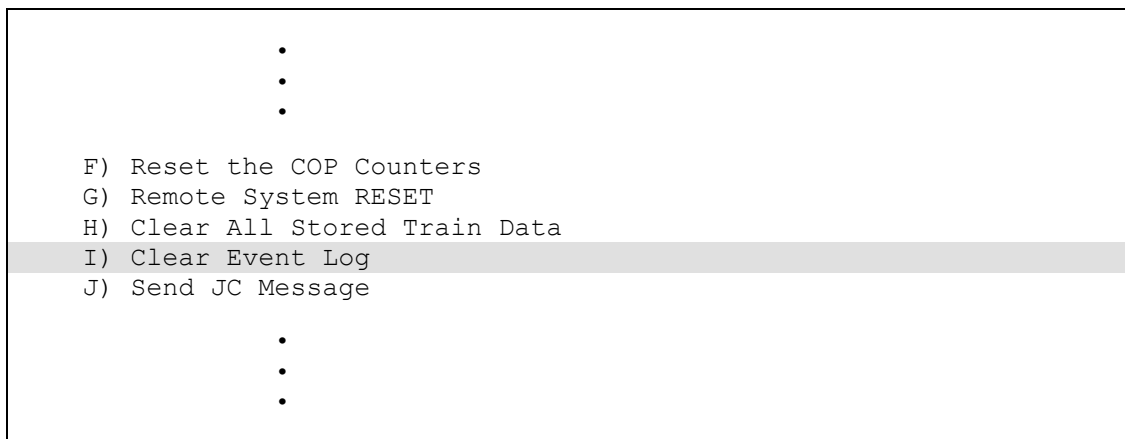 •
•
•
F) Reset the COP Counters
G) Remote System RESET
H) Clear All Stored Train Data
I) Clear Event Log
J) Send JC Message
•
•
•